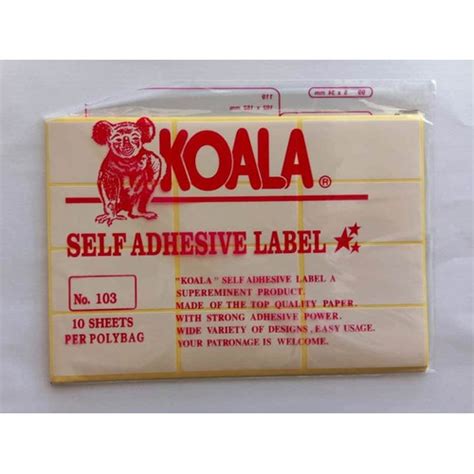 KOALA ®
SELF ADHESIVE LABEL
No. 103
10 SHEETS
PER POLYBAG
"KOALA" SELF ADHESIVE LABEL A
SUPEREMINENT PRODUCT.
MADE OF THE TOP QUALITY PAPER.
WITH STRONG ADHESIVE POWER.
WIDE VARIETY OF DESIGNS, EASY USAGE.
YOUR PATRONAGE IS WELCOME.